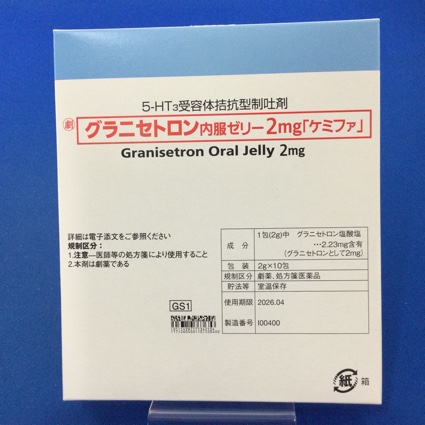 5-HT₃受容体拮抗型制吐剤
劇 グラニセトロン内服ゼリー2mg「ケミファ」
Granisetron Oral Jelly 2mg
詳細は電子添文をご参照ください
規制区分：
1.注意―医師等の処方箋により使用すること
2.本剤は劇薬である
成分 1包(2g)中 グラニセトロン塩酸塩
…2.23mg含有
(グラニセトロンとして2mg)
包装 2g×10包
規制区分 劇薬、処方箋医薬品
貯法等 室温保存
GS1
使用期限 2026.04
製造番号 I00400
紙 箱